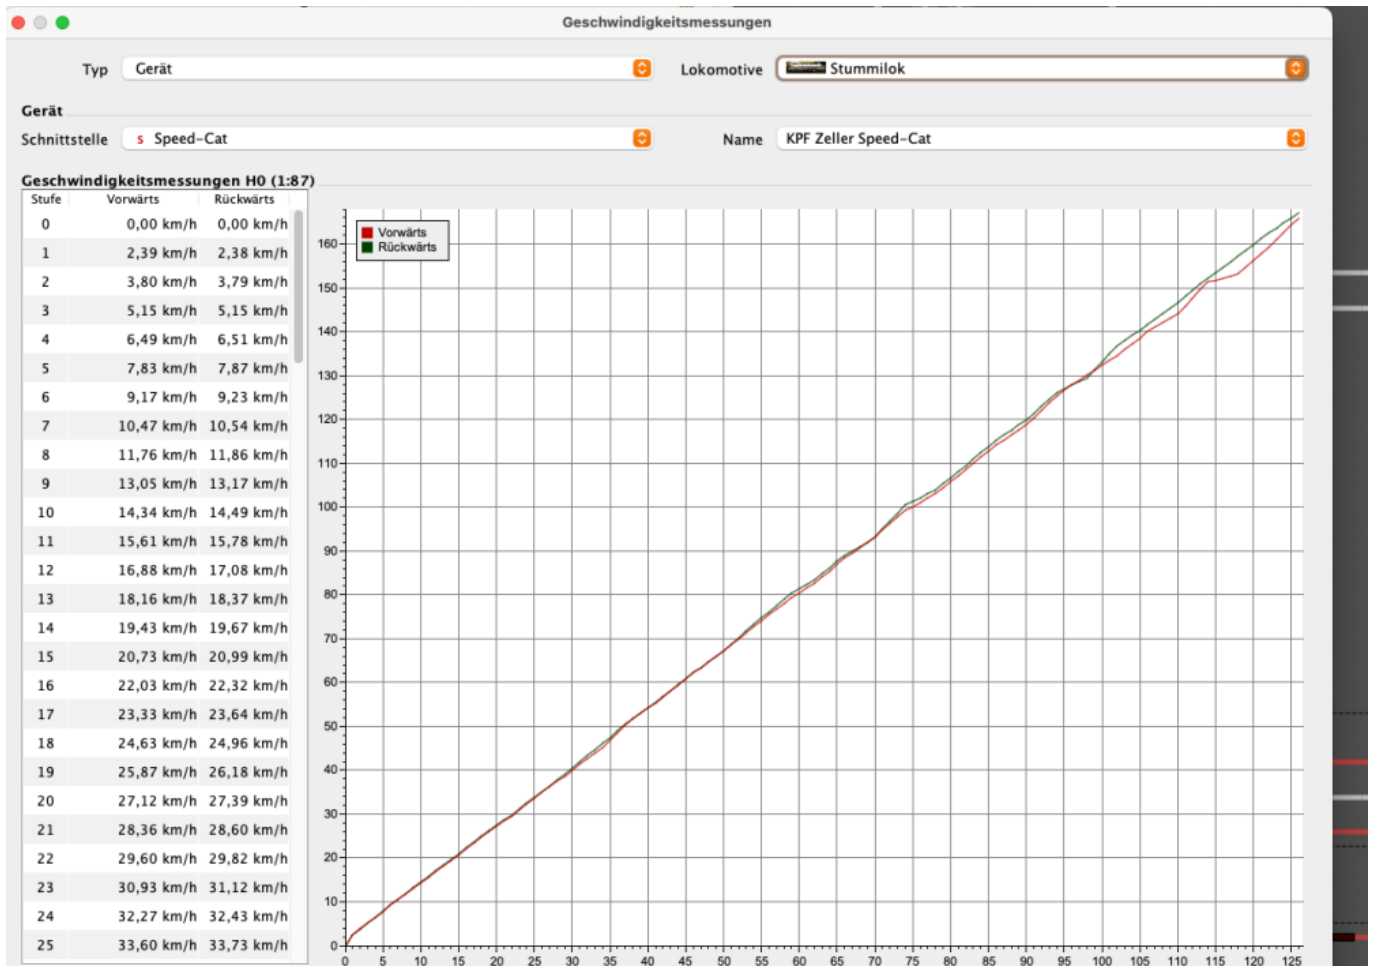 Geschwindigkeitsmessungen
Typ Gerät Lokomotive Stummilok
Gerät
Schnittstelle s Speed-Cat Name KPF Zeller Speed-Cat
Geschwindigkeitsmessungen H0 (1:87)
Stufe Vorwärts Rückwärts
0 0,00 km/h 0,00 km/h
1 2,39 km/h 2,38 km/h
2 3,80 km/h 3,79 km/h
3 5,15 km/h 5,15 km/h
4 6,49 km/h 6,51 km/h
5 7,83 km/h 7,87 km/h
6 9,17 km/h 9,23 km/h
7 10,47 km/h 10,54 km/h
8 11,76 km/h 11,86 km/h
9 13,05 km/h 13,17 km/h
10 14,34 km/h 14,49 km/h
11 15,61 km/h 15,78 km/h
12 16,88 km/h 17,08 km/h
13 18,16 km/h 18,37 km/h
14 19,43 km/h 19,67 km/h
15 20,73 km/h 20,99 km/h
16 22,03 km/h 22,32 km/h
17 23,33 km/h 23,64 km/h
18 24,63 km/h 24,96 km/h
19 25,87 km/h 26,18 km/h
20 27,12 km/h 27,39 km/h
21 28,36 km/h 28,60 km/h
22 29,60 km/h 29,82 km/h
23 30,93 km/h 31,12 km/h
24 32,27 km/h 32,43 km/h
25 33,60 km/h 33,73 km/h
Vorwärts
Rückwärts
160
150
140
130
120
110
100
90
80
70
60
50
40
30
20
10
0
0 5 10 15 20 25 30 35 40 45 50 55 60 65 70 75 80 85 90 95 100 105 110 115 120 125